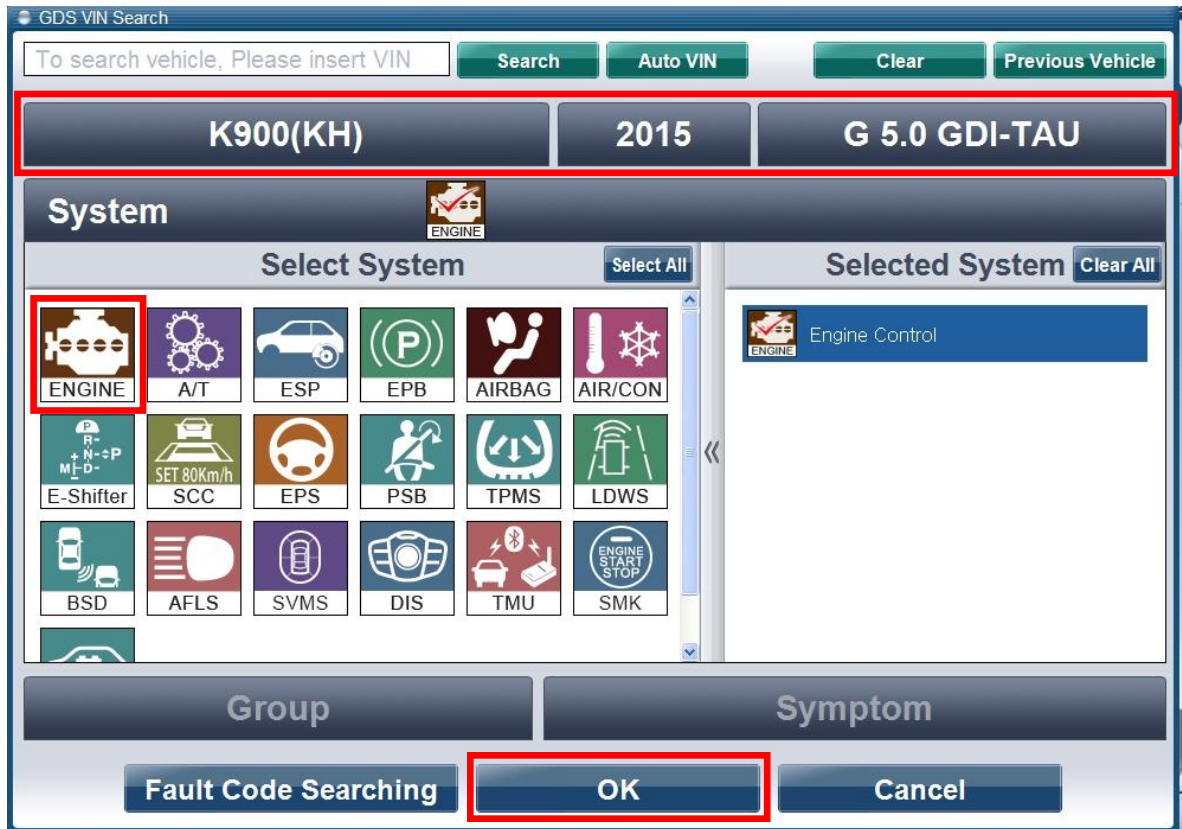 GDS VIN Search
To search vehicle, Please insert VIN Search Auto VIN Clear Previous Vehicle
K900(KH) 2015 G 5.0 GDI-TAU
System ENGINE
Select System Select All Selected System Clear All
ENGINE Engine Control
ENGINE A/T ESP (P) EPB AIRBAG AIR/CON
P
R-
+ N-÷P
M D-
SET 80Km/h
E-Shifter SCC EPS PSB TPMS LDWS
ENGINE
START
STOP
BSD AFLS SVMS DIS TMU SMK
Group Symptom
Fault Code Searching OK Cancel